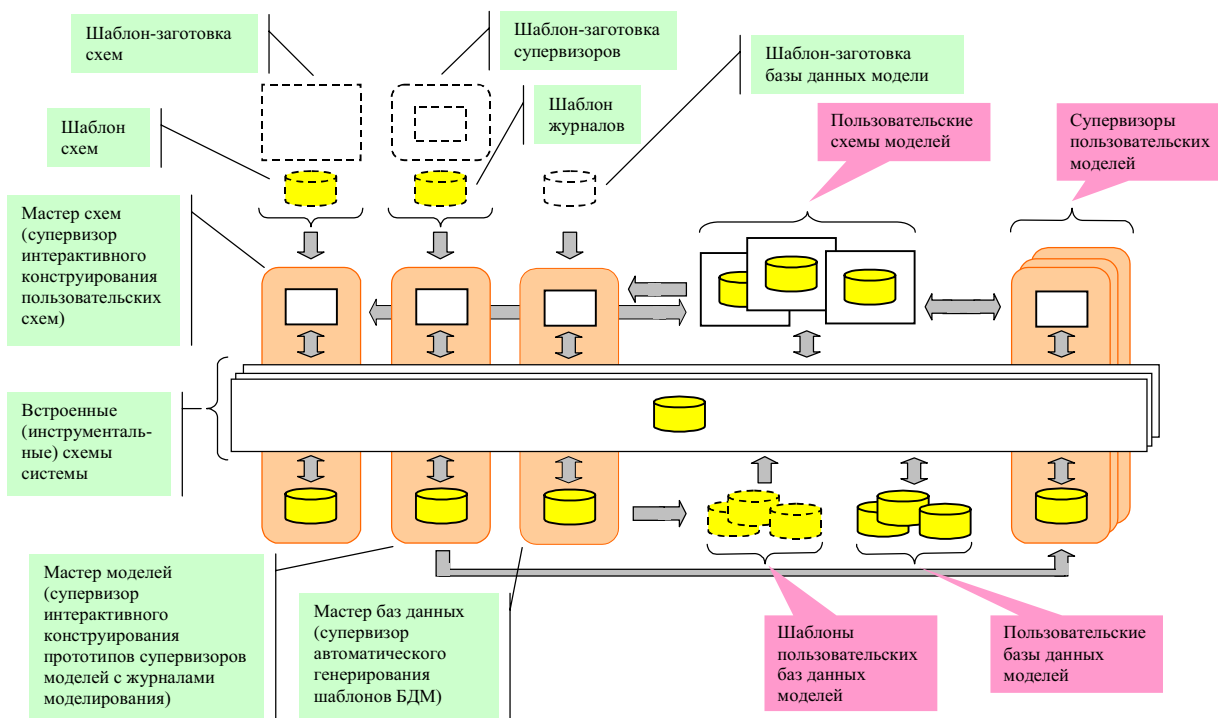 Шаблон-заготовка
схем
Шаблон-заготовка
супервизоров
Шаблон-заготовка
базы данных модели
Шаблон
схем
Шаблон
журналов
Пользовательские
схемы моделей
Супервизоры
пользовательских
моделей
Мастер схем
(супервизор
интерактивного
конструирования
пользовательских
схем)
Встроенные
(инструменталь-
ные) схемы
системы
Мастер моделей
(супервизор
интерактивного
конструирования
прототипов супервизоров
моделей с журналами
моделирования)
Мастер баз данных
(супервизор
автоматического
генерирования
шаблонов БДМ)
Шаблоны
пользовательских
баз данных
моделей
Пользовательские
базы данных
моделей